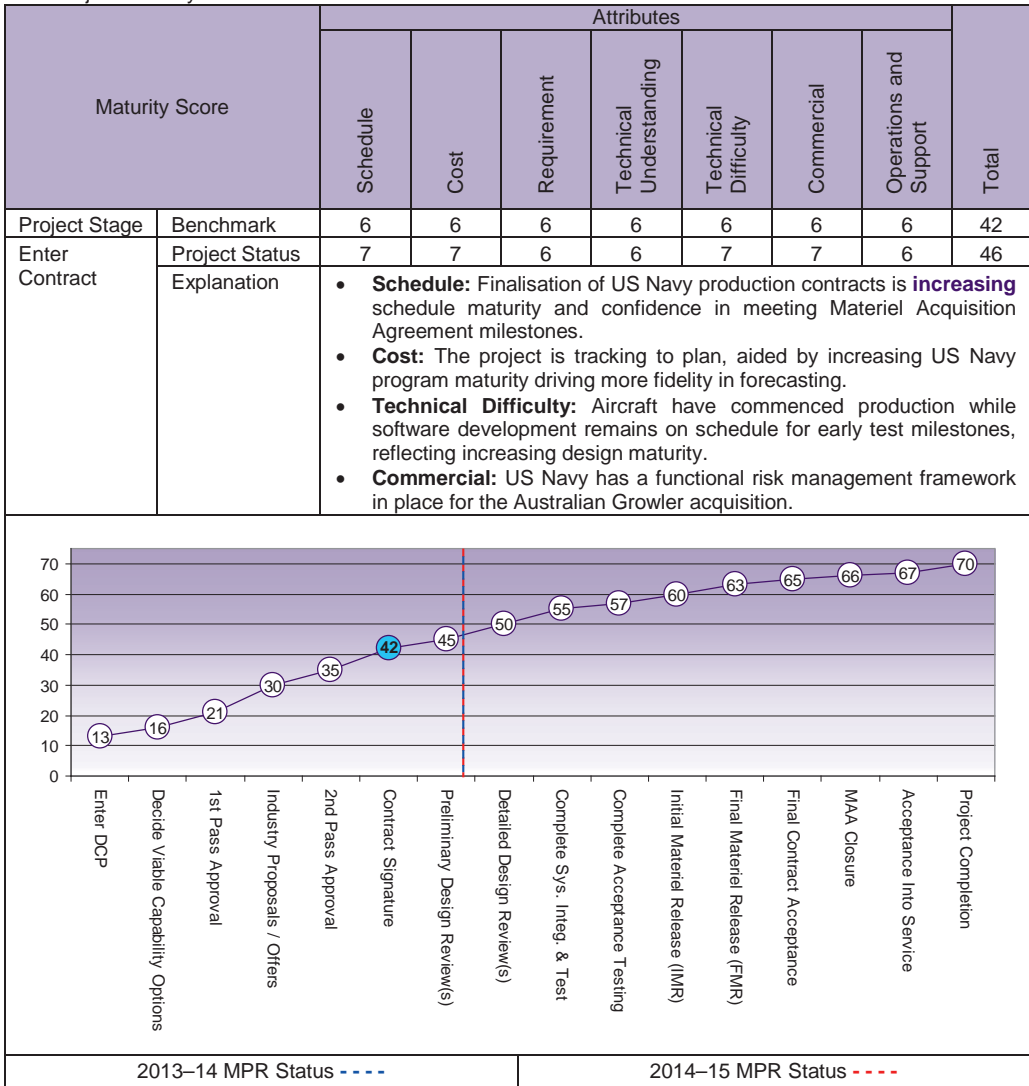 Attributes
Maturity Score
Schedule
Cost
Requirement
Technical
Understanding
Technical
Difficulty
Commercial
Operations and
Support
Total
Project Stage Benchmark 6 6 6 6 6 6 6 42
Enter Project Status 7 7 6 6 7 7 6 46
Contract Explanation • Schedule: Finalisation of US Navy production contracts is increasing
schedule maturity and confidence in meeting Materiel Acquisition
Agreement milestones.
• Cost: The project is tracking to plan, aided by increasing US Navy
program maturity driving more fidelity in forecasting.
• Technical Difficulty: Aircraft have commenced production while
software development remains on schedule for early test milestones,
reflecting increasing design maturity.
• Commercial: US Navy has a functional risk management framework
in place for the Australian Growler acquisition.
70
60
50
40
30
20
10
0
13
16
21
30
35
42
45
50
55
57
60
63
65
66
67
70
Enter DCP
Decide Viable Capability Options
1st Pass Approval
Industry Proposals / Offers
2nd Pass Approval
Contract Signature
Preliminary Design Review(s)
Detailed Design Review(s)
Complete Sys. Integ. & Test
Complete Acceptance Testing
Initial Materiel Release (IMR)
Final Materiel Release (FMR)
Final Contract Acceptance
MAA Closure
Acceptance Into Service
Project Completion
2013–14 MPR Status - - - - 2014–15 MPR Status - - - -